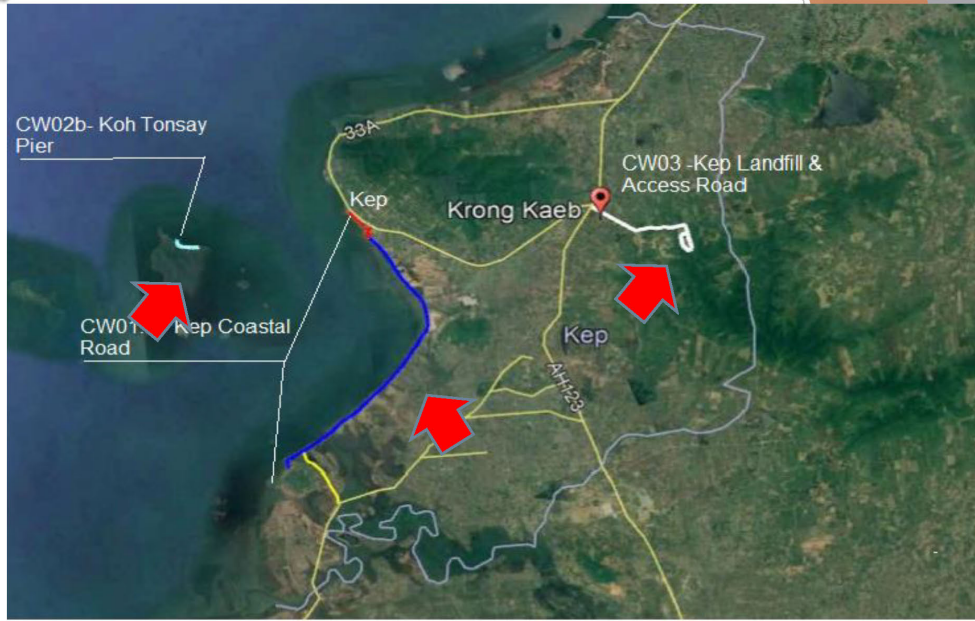 CW02b- Koh Tonsay
Pier
33A
CW03 -Kep Landfill &
Access Road
Kep
Krong Kaeb
CW01
Kep Coastal
Road
Kep
AH123